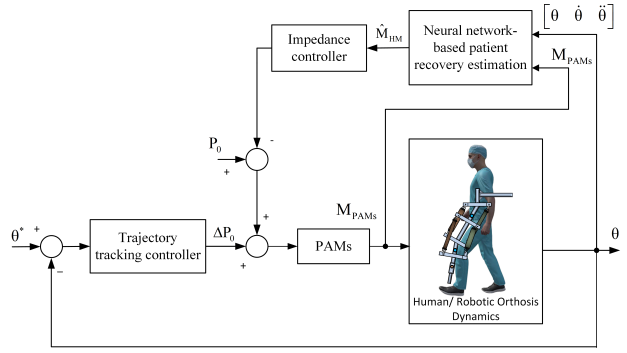 [θ θ̇ θ̈]
Impedance
controller
M̂HM
Neural network-
based patient
recovery estimation
MPAMs
P0
+
-
+
θ*
+
−
Trajectory
tracking controller
ΔP0
+
PAMs
MPAMs
Human/ Robotic Orthosis
Dynamics
θ